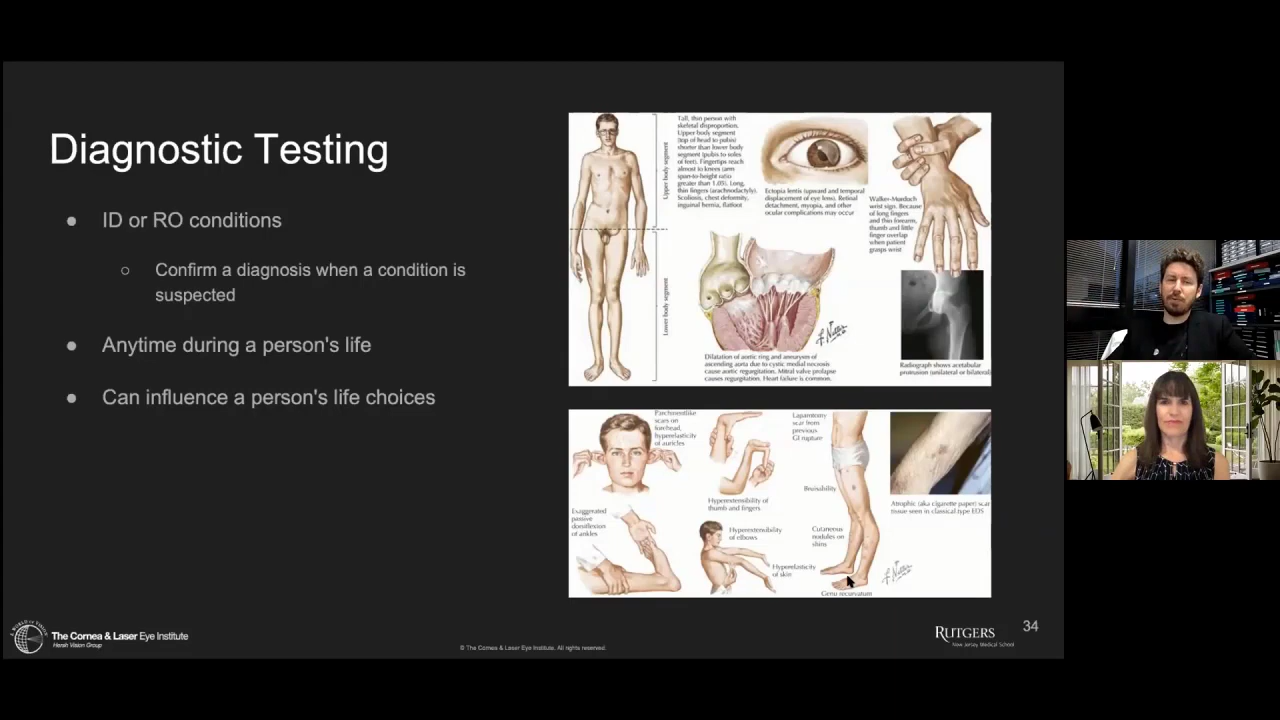 Diagnostic Testing
● ID or RO conditions
○ Confirm a diagnosis when a condition is
suspected
● Anytime during a person's life
● Can influence a person's life choices
Tall, thin person with
skeletal disproportion.
Upper body segment
(top of head to pubis)
shorter than lower body
segment (pubis to soles
of feet). Fingertips reach
almost to knees (arm
span-to-height ratio
greater than 1.05). Long,
thin fingers (arachnodactyly).
Scoliosis, chest deformity,
inguinal hernia, flatfoot
Upper body segment
Lower body segment
Ectopia lentis (upward and temporal
displacement of eye lens). Retinal
detachment, myopia, and other
ocular complications may occur
Walker-Murdoch
wrist sign. Because
of long fingers
and thin forearm,
thumb and little
finger overlap
when patient
grasps wrist
Dilatation of aortic ring and aneurysm of
ascending aorta due to cystic medial necrosis
cause aortic regurgitation. Mitral valve prolapse
causes regurgitation. Heart failure is common.
Radiograph shows acetabular
protrusion (unilateral or bilateral)
F. Netter
Parchmentlike
scars on
forehead,
hyperelasticity
of auricles
Laparotomy
scar from
previous
GI rupture
Bruisability
Hyperextensibility of
thumb and fingers
Atrophic (aka cigarette paper) scar
tissue seen in classical type EDS
Exaggerated
passive
dorsiflexion
of ankles
Hyperextensibility
of elbows
Cutaneous
nodules on
shins
Hyperelasticity
of skin
Genu recurvatum
F. Netter
A WORLD OF VISION
The Cornea & Laser Eye Institute
Hersh Vision Group
© The Cornea & Laser Eye Institute. All rights reserved.
RUTGERS
New Jersey Medical School
34